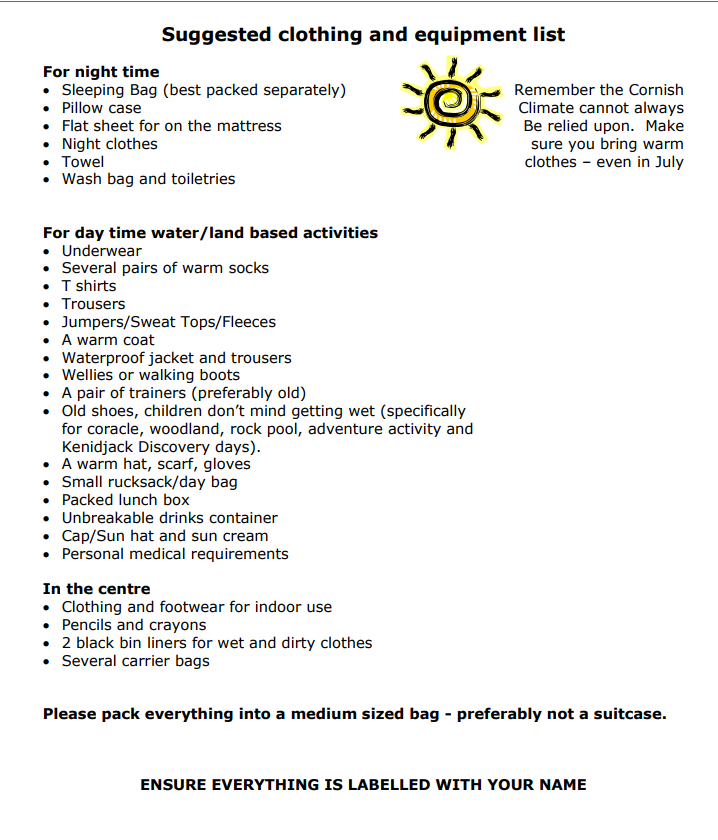 Suggested clothing and equipment list
For night time
• Sleeping Bag (best packed separately)
• Pillow case
• Flat sheet for on the mattress
• Night clothes
• Towel
• Wash bag and toiletries
Remember the Cornish
Climate cannot always
Be relied upon.  Make
sure you bring warm
clothes – even in July
For day time water/land based activities
• Underwear
• Several pairs of warm socks
• T shirts
• Trousers
• Jumpers/Sweat Tops/Fleeces
• A warm coat
• Waterproof jacket and trousers
• Wellies or walking boots
• A pair of trainers (preferably old)
• Old shoes, children don’t mind getting wet (specifically
for coracle, woodland, rock pool, adventure activity and
Kenidjack Discovery days).
• A warm hat, scarf, gloves
• Small rucksack/day bag
• Packed lunch box
• Unbreakable drinks container
• Cap/Sun hat and sun cream
• Personal medical requirements
In the centre
• Clothing and footwear for indoor use
• Pencils and crayons
• 2 black bin liners for wet and dirty clothes
• Several carrier bags
Please pack everything into a medium sized bag - preferably not a suitcase.
ENSURE EVERYTHING IS LABELLED WITH YOUR NAME